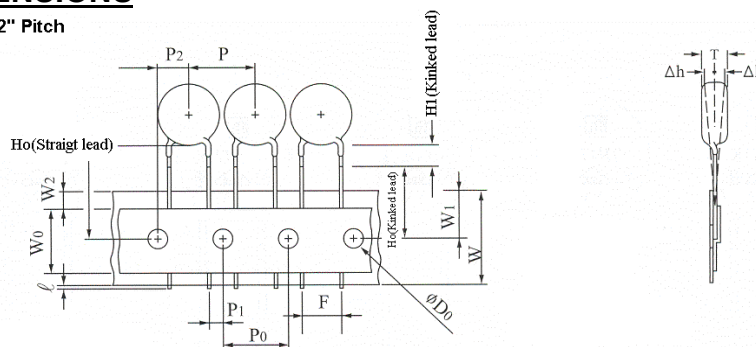 2" Pitch
P2
P
T
Δh
H1(Kinked lead)
Ho(Straigt lead)
W2
W0
Ho(Kinked lead)
W1
W
ℓ
P1
F
P0
øD0